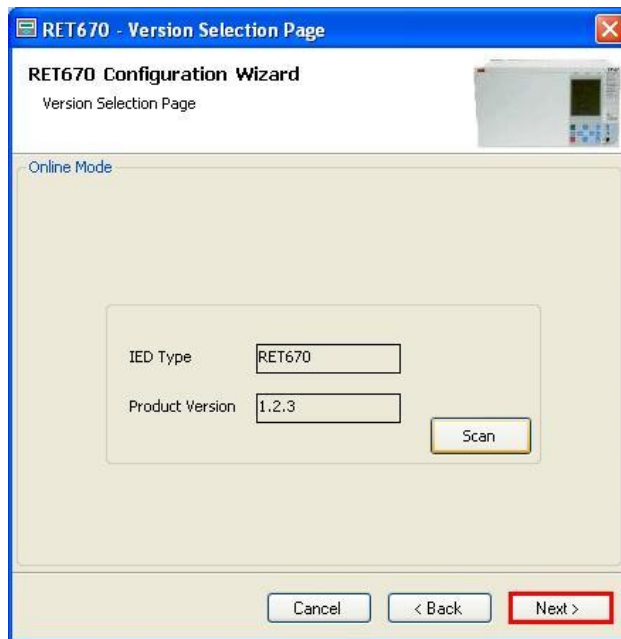 RET670 - Version Selection Page
RET670 Configuration Wizard
Version Selection Page
Online Mode
IED Type RET670
Product Version 1.2.3
Scan
Cancel < Back Next >